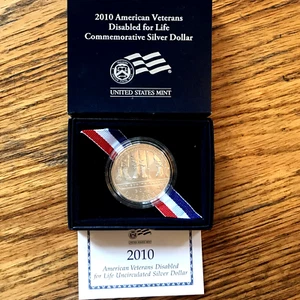 2010 American Veterans
Disabled for Life
Commemorative Silver Dollar
UNITED STATES MINT
2010
American Veterans Disabled
for Life Uncirculated Silver Dollar